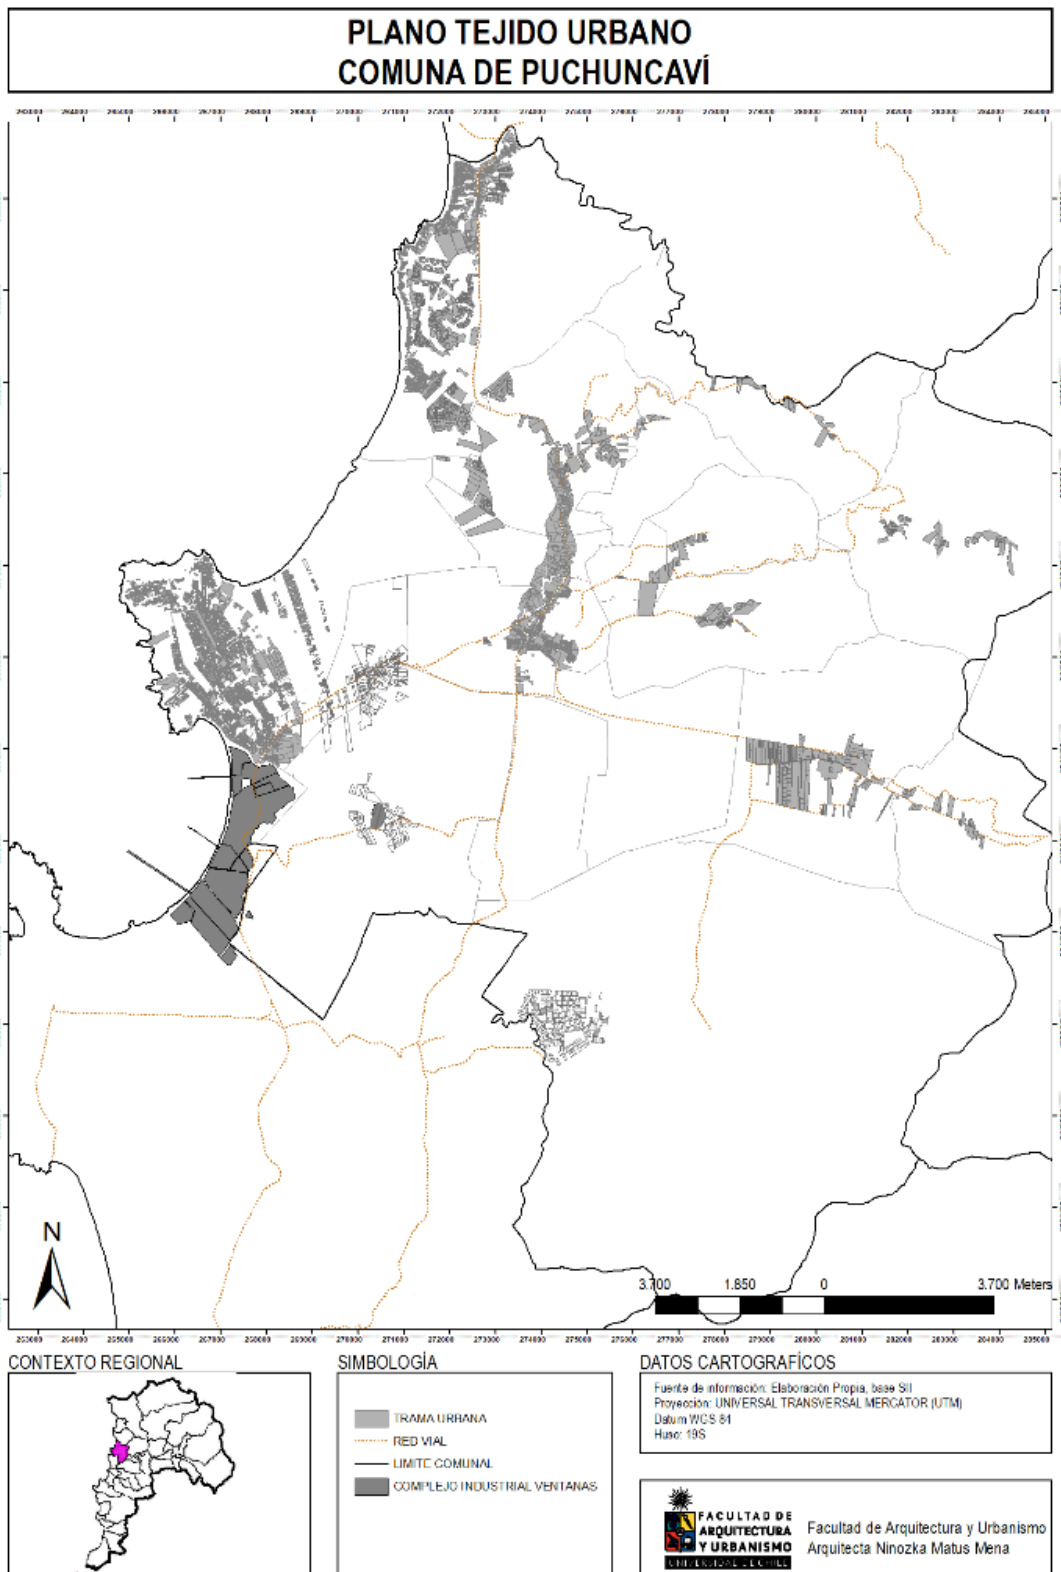 PLANO TEJIDO URBANO
COMUNA DE PUCHUNCAVÍ
N
3.700 1.850 0 3.700 Meters
CONTEXTO REGIONAL
SIMBOLOGÍA
TRAMA URBANA
RED VIAL
LIMITE COMUNAL
COMPLEJO INDUSTRIAL VENTANAS
DATOS CARTOGRAFÍCOS
Fuente de información: Elaboración Propia, base SII
Proyección: UNIVERSAL TRANSVERSAL MERCATOR (UTM)
Datum WGS 84
Huso: 19S
FACULTAD DE
ARQUITECTURA
Y URBANISMO
UNIVERSIDAD DE CHILE
Facultad de Arquitectura y Urbanismo
Arquitecta Ninozka Matus Mena